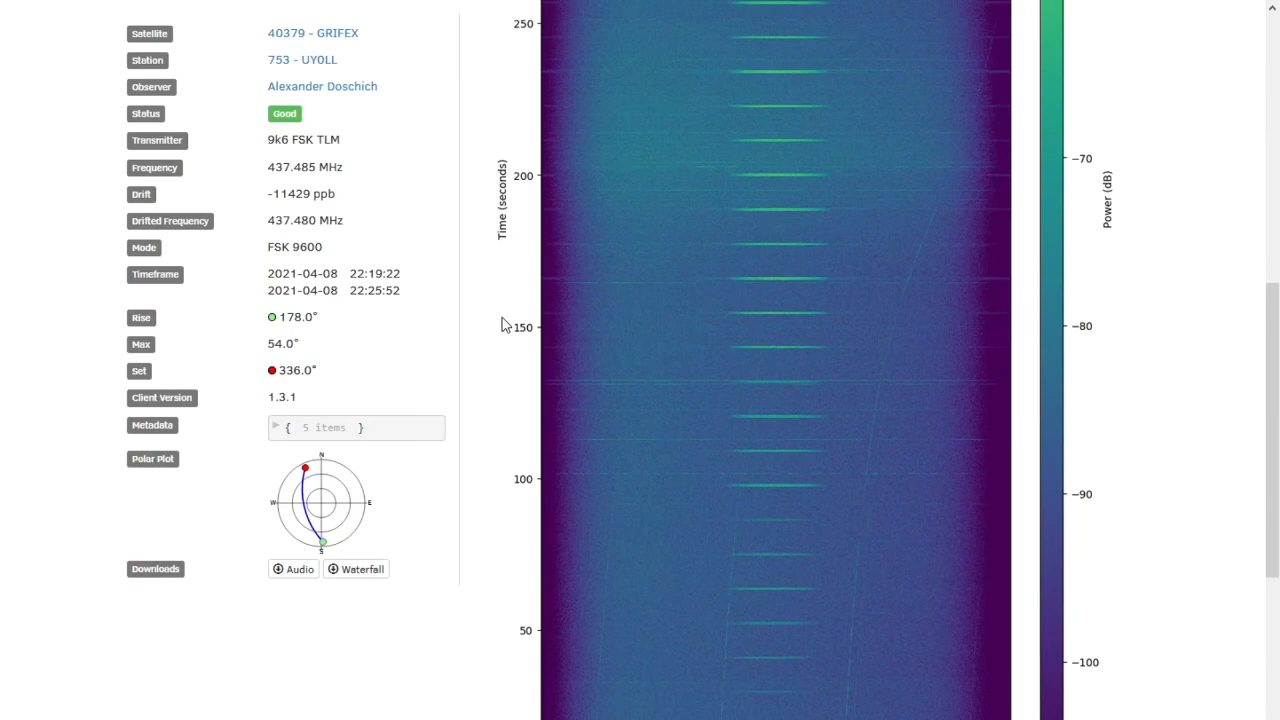 Satellite 40379 - GRIFEX
Station 753 - UY0LL
Observer Alexander Doschich
Status Good
Transmitter 9k6 FSK TLM
Frequency 437.485 MHz
Drift -11429 ppb
Drifted Frequency 437.480 MHz
Mode FSK 9600
Timeframe 2021-04-08 22:19:22
2021-04-08 22:25:52
Rise 178.0°
Max 54.0°
Set 336.0°
Client Version 1.3.1
Metadata { 5 items }
Polar Plot
N
W E
S
Downloads Audio Waterfall
Time (seconds)
250
200
150
100
50
Power (dB)
−70
−80
−90
−100